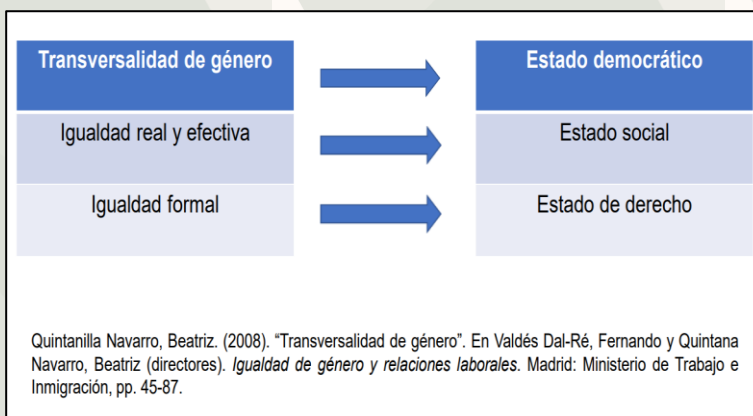 Transversalidad de género
Estado democrático
Igualdad real y efectiva
Estado social
Igualdad formal
Estado de derecho
Quintanilla Navarro, Beatriz. (2008). “Transversalidad de género”. En Valdés Dal-Ré, Fernando y Quintana
Navarro, Beatriz (directores). Igualdad de género y relaciones laborales. Madrid: Ministerio de Trabajo e
Inmigración, pp. 45-87.